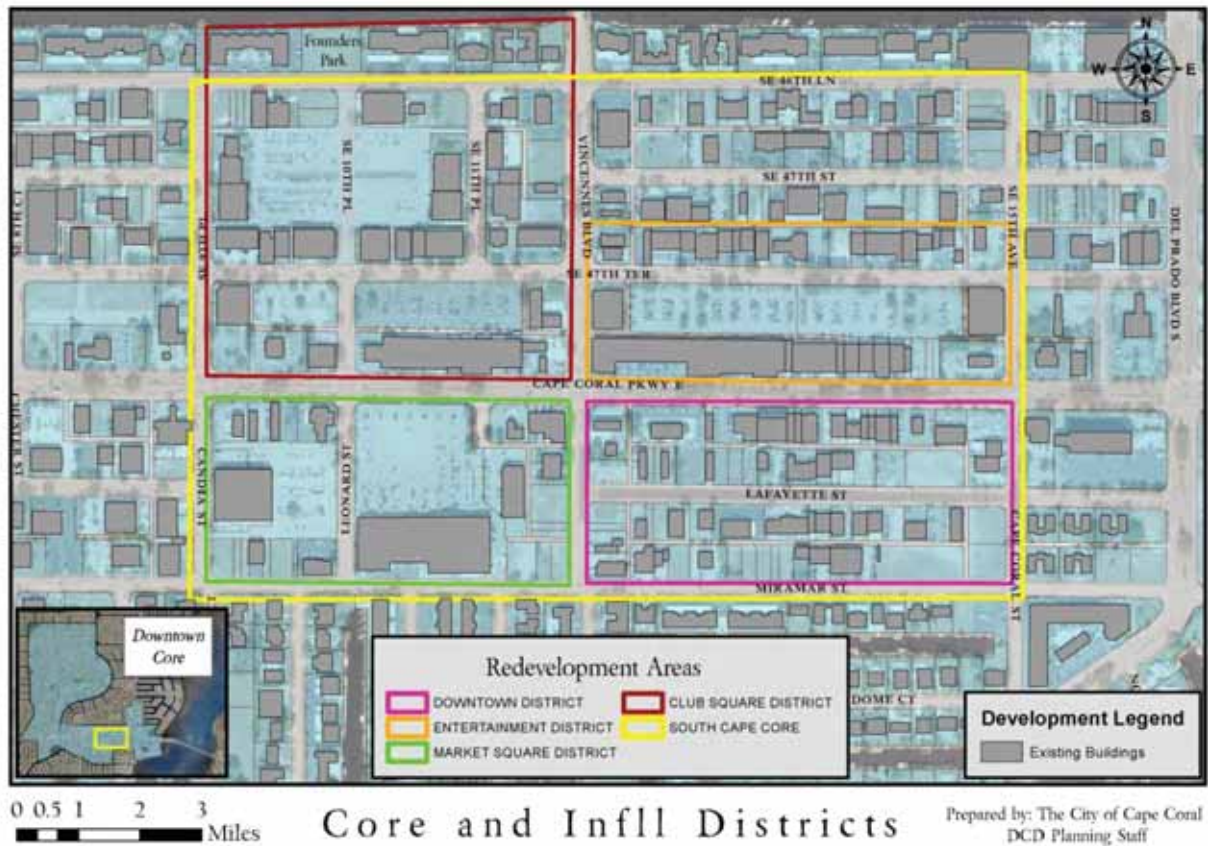 Founders
Park
N
W
E
S
SE 46TH LN
SE 10TH PL
SE 11TH PL
VINCENNES BLVD
SE 47TH ST
SE 15TH AVE
DEL PRADO BLVD S
SE 47TH TER
CAPE CORAL PKWY E
CHESTER ST
CANDIA ST
LEONARD ST
LAFAYETTE ST
CAPE CORAL ST
MIRAMAR ST
DOME CT
Downtown
Core
Redevelopment Areas
DOWNTOWN DISTRICT
CLUB SQUARE DISTRICT
ENTERTAINMENT DISTRICT
SOUTH CAPE CORE
MARKET SQUARE DISTRICT
Development Legend
Existing Buildings
0 0.5 1 2 3
Miles
Core and Infll Districts
Prepared by: The City of Cape Coral
DCD Planning Staff